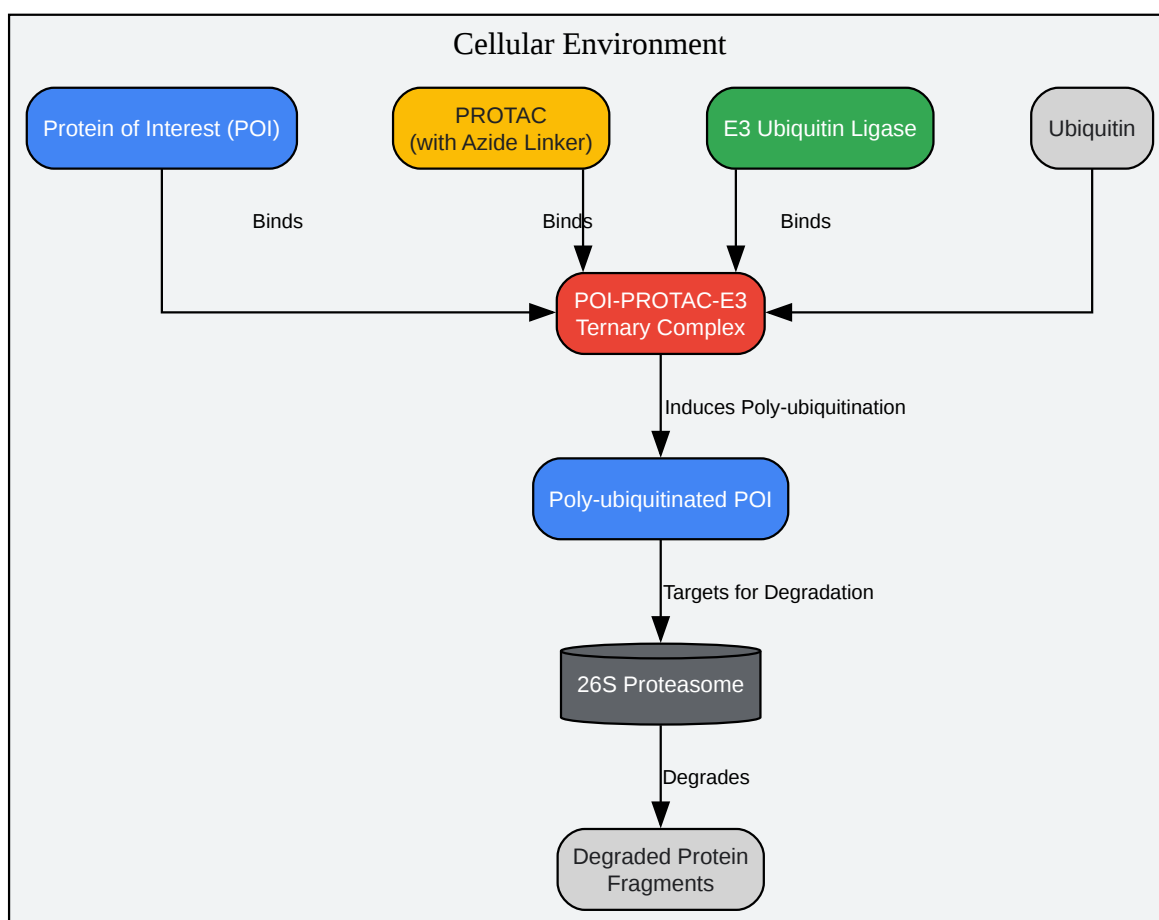 Cellular Environment
Protein of Interest (POI)
PROTAC
(with Azide Linker)
E3 Ubiquitin Ligase
Ubiquitin
Binds
Binds
Binds
POI-PROTAC-E3
Ternary Complex
Induces Poly-ubiquitination
Poly-ubiquitinated POI
Targets for Degradation
26S Proteasome
Degrades
Degraded Protein
Fragments